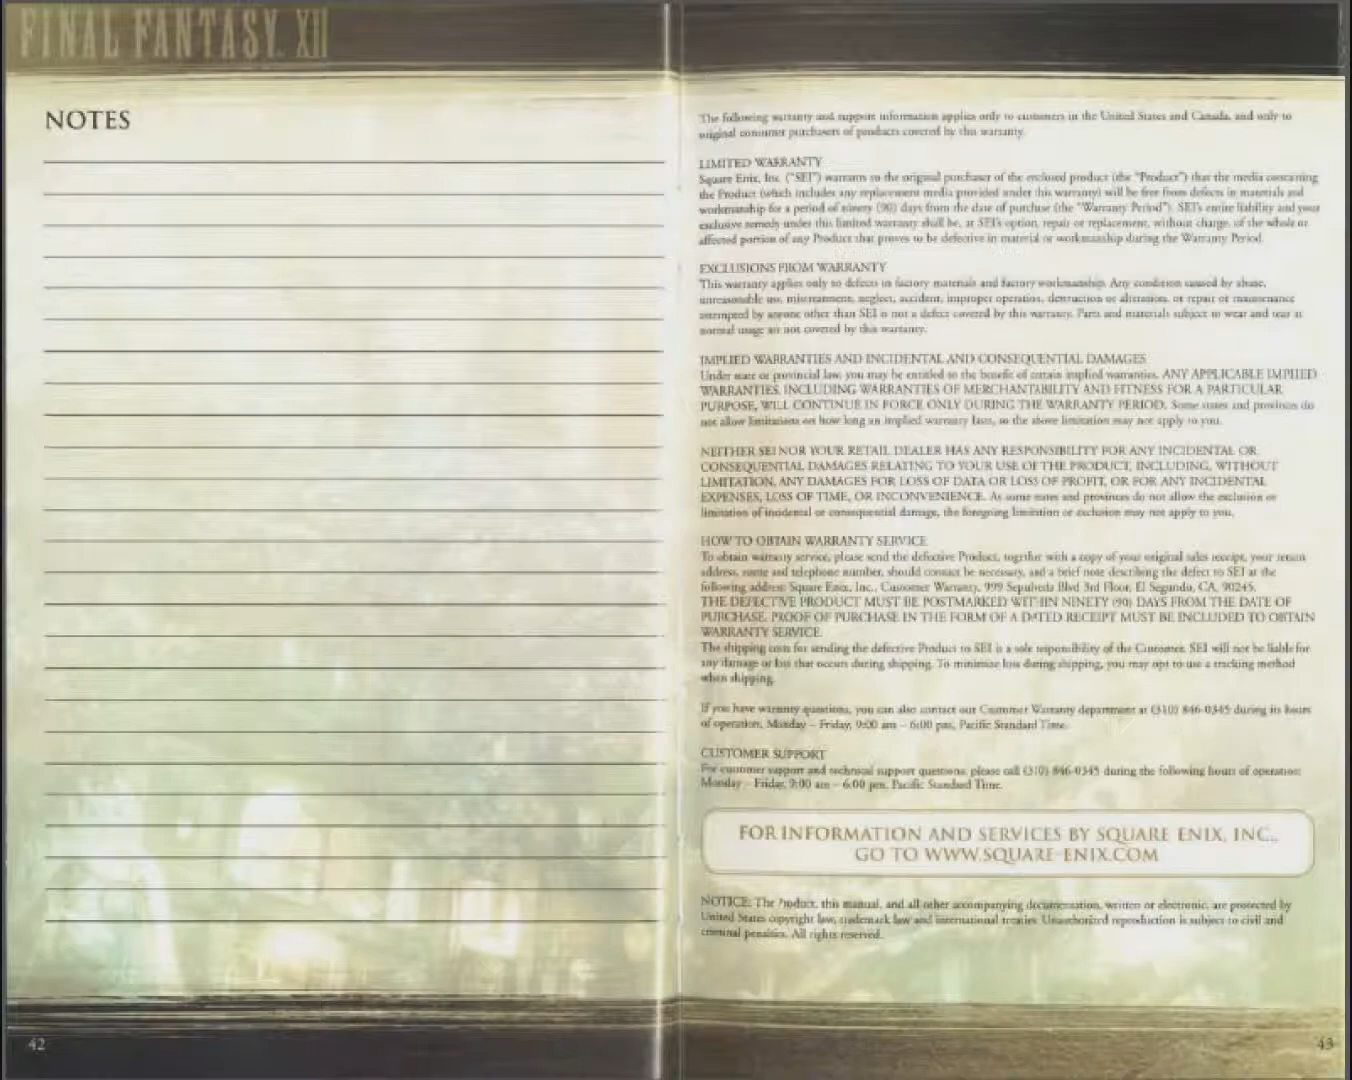 FINAL FANTASY XII
NOTES
42
The following warranty and support information applies only to customers in the United States and Canada, and only to
original consumer purchasers of products covered by this warranty.
LIMITED WARRANTY
Square Enix, Inc. ("SEI") warrants to the original purchaser of the enclosed product (the "Product") that the media containing
the Product (which includes any replacement media provided under this warranty) will be free from defects in materials and
workmanship for a period of ninety (90) days from the date of purchase (the "Warranty Period"). SEI's entire liability and your
exclusive remedy under this limited warranty shall be, at SEI's option, repair or replacement, without charge, of the whole or
affected portion of any Product that proves to be defective in material or workmanship during the Warranty Period.
EXCLUSIONS FROM WARRANTY
This warranty applies only to defects in factory materials and factory workmanship. Any condition caused by abuse,
unreasonable use, mistreatment, neglect, accident, improper operation, destruction or alteration, or repair or maintenance
attempted by anyone other than SEI is not a defect covered by this warranty. Parts and materials subject to wear and tear in
normal usage are not covered by this warranty.
IMPLIED WARRANTIES AND INCIDENTAL AND CONSEQUENTIAL DAMAGES
Under state or provincial law, you may be entitled to the benefit of certain implied warranties. ANY APPLICABLE IMPLIED
WARRANTIES, INCLUDING WARRANTIES OF MERCHANTABILITY AND FITNESS FOR A PARTICULAR
PURPOSE, WILL CONTINUE IN FORCE ONLY DURING THE WARRANTY PERIOD. Some states and provinces do
not allow limitations on how long an implied warranty lasts, so the above limitation may not apply to you.
NEITHER SEI NOR YOUR RETAIL DEALER HAS ANY RESPONSIBILITY FOR ANY INCIDENTAL OR
CONSEQUENTIAL DAMAGES RELATING TO YOUR USE OF THE PRODUCT, INCLUDING, WITHOUT
LIMITATION, ANY DAMAGES FOR LOSS OF DATA OR LOSS OF PROFIT, OR FOR ANY INCIDENTAL
EXPENSES, LOSS OF TIME, OR INCONVENIENCE. As some states and provinces do not allow the exclusion or
limitation of incidental or consequential damage, the foregoing limitation or exclusion may not apply to you.
HOW TO OBTAIN WARRANTY SERVICE
To obtain warranty service, please send the defective Product, together with a copy of your original sales receipt, your return
address, name and telephone number, should contact be necessary, and a brief note describing the defect to SEI at the
following address: Square Enix, Inc., Customer Warranty, 999 Sepulveda Blvd 3rd Floor, El Segundo, CA, 90245.
THE DEFECTIVE PRODUCT MUST BE POSTMARKED WITHIN NINETY (90) DAYS FROM THE DATE OF
PURCHASE. PROOF OF PURCHASE IN THE FORM OF A DATED RECEIPT MUST BE INCLUDED TO OBTAIN
WARRANTY SERVICE.
The shipping costs for sending the defective Product to SEI is a sole responsibility of the Customer. SEI will not be liable for
any damage or loss that occurs during shipping. To minimize loss during shipping, you may opt to use a tracking method
when shipping.
If you have warranty questions, you can also contact our Customer Warranty department at (310) 846-0345 during its hours
of operation, Monday – Friday, 9:00 am – 6:00 pm, Pacific Standard Time.
CUSTOMER SUPPORT
For customer support and technical support questions, please call (310) 846-0345 during the following hours of operation:
Monday – Friday, 9:00 am – 6:00 pm, Pacific Standard Time.
FOR INFORMATION AND SERVICES BY SQUARE ENIX, INC.,
GO TO WWW.SQUARE-ENIX.COM
NOTICE: The Product, this manual, and all other accompanying documentation, written or electronic, are protected by
United States copyright law, trademark law and international treaties. Unauthorized reproduction is subject to civil and
criminal penalties. All rights reserved.
43